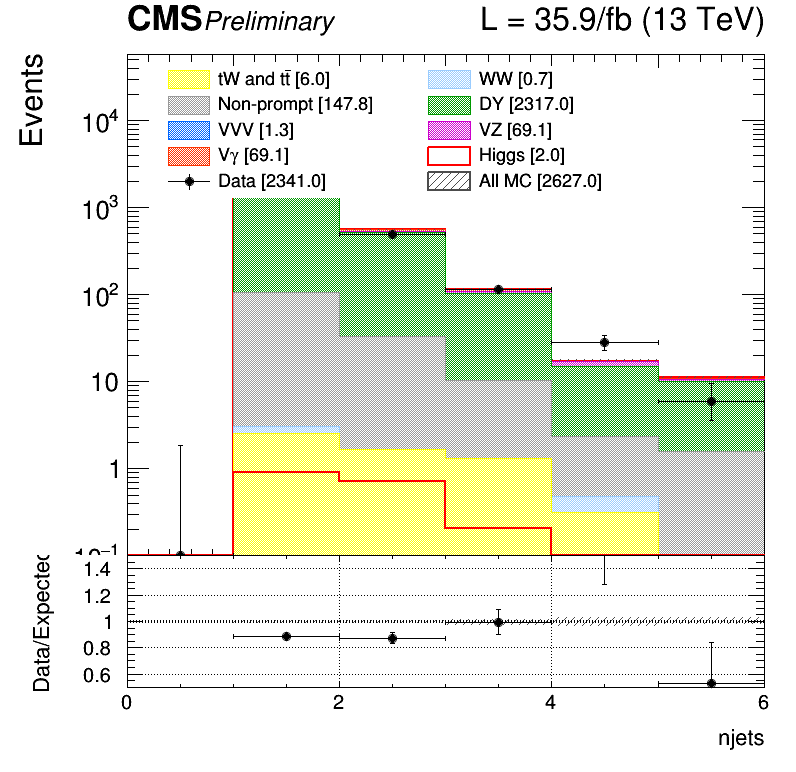 CMS Preliminary L = 35.9/fb (13 TeV)
Events
tW and tt̄ [6.0] WW [0.7]
Non-prompt [147.8] DY [2317.0]
VVV [1.3] VZ [69.1]
Vγ [69.1] Higgs [2.0]
Data [2341.0] All MC [2627.0]
10⁴
10³
10²
10
1
10⁻¹
Data/Expected
1.4
1.2
1
0.8
0.6
0 2 4 6
njets